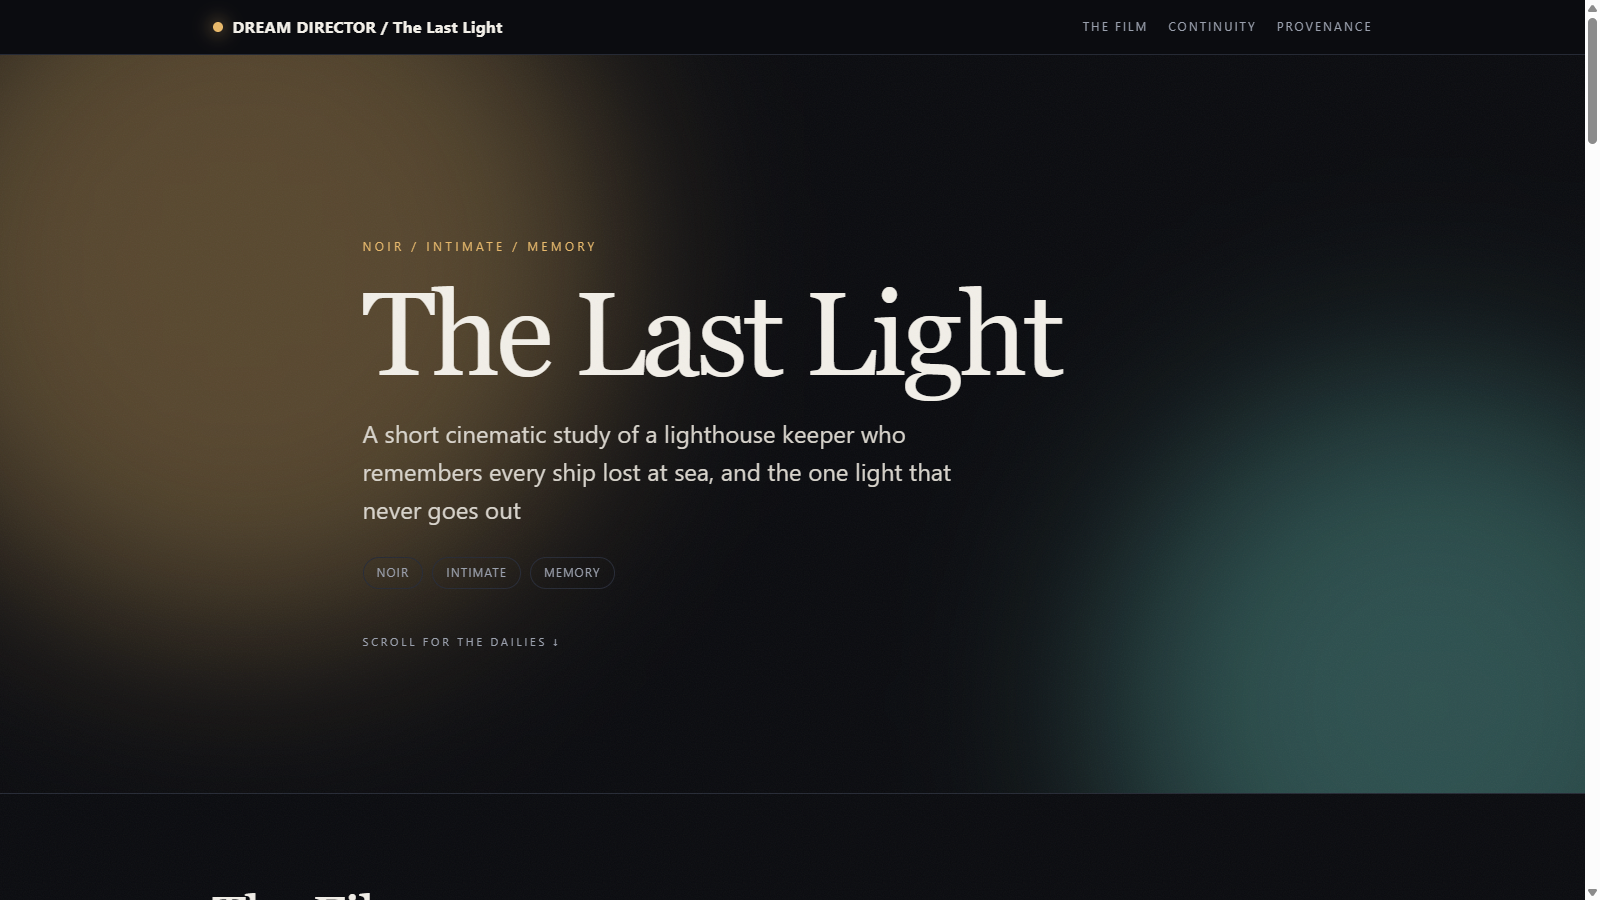 DREAM DIRECTOR / The Last Light
THE FILM CONTINUITY PROVENANCE
NOIR / INTIMATE / MEMORY
The Last Light
A short cinematic study of a lighthouse keeper who
remembers every ship lost at sea, and the one light that
never goes out
NOIR INTIMATE MEMORY
SCROLL FOR THE DAILIES ↓